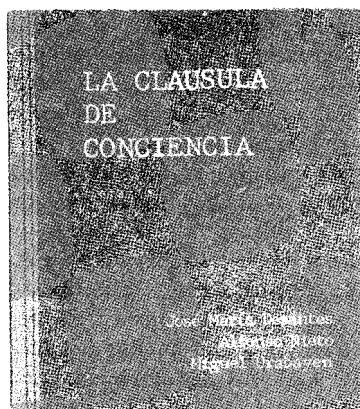 LA CLAUSULA
DE
CONCIENCIA
José María Desantes
Alfonso Nieto
Miguel Urabayen